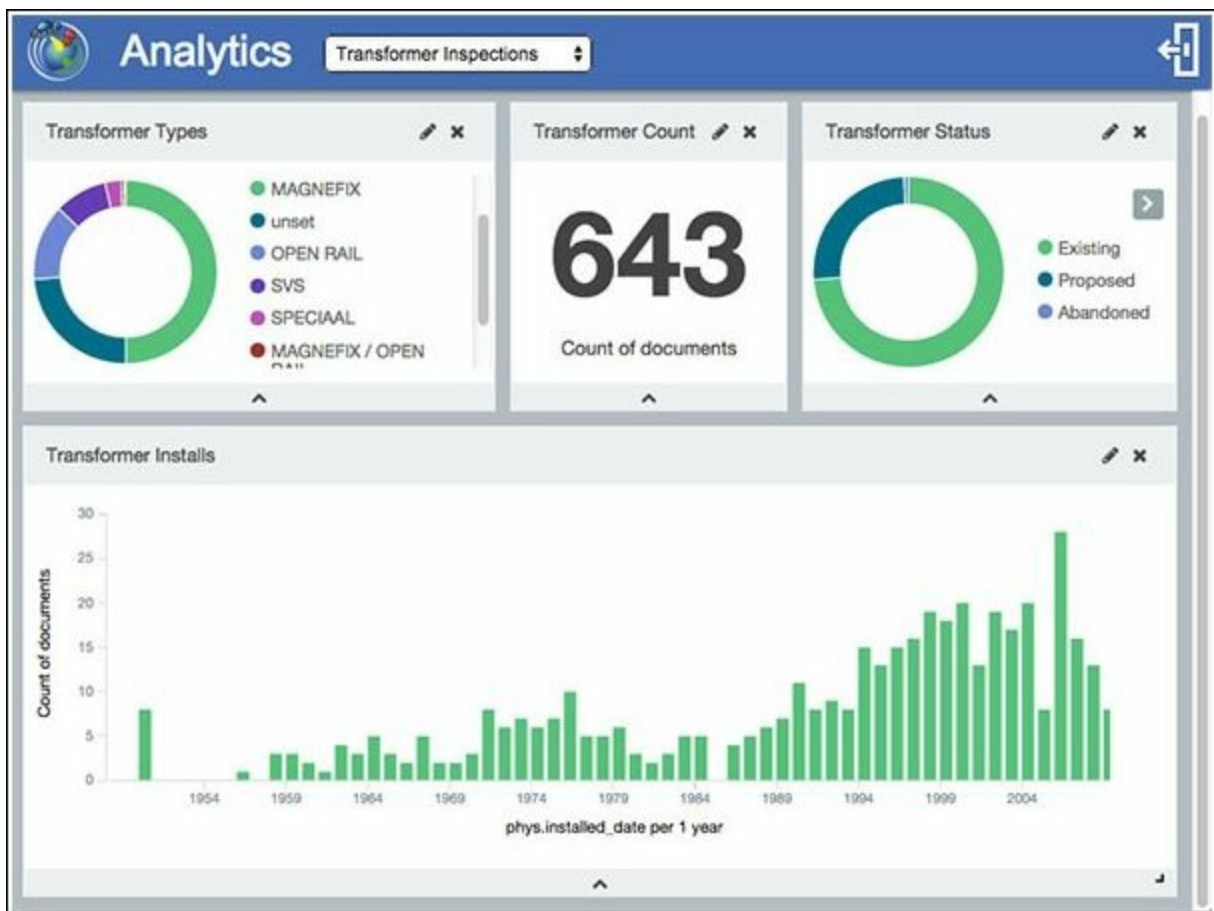 Analytics
Transformer Inspections
Transformer Types
MAGNEFIX
unset
OPEN RAIL
SVS
SPECIAAL
MAGNEFIX / OPEN
RAIL
Transformer Count
643
Count of documents
Transformer Status
Existing
Proposed
Abandoned
Transformer Installs
Count of documents
30
25
20
15
10
5
0
1954 1959 1964 1969 1974 1979 1984 1989 1994 1999 2004
phys.installed_date per 1 year